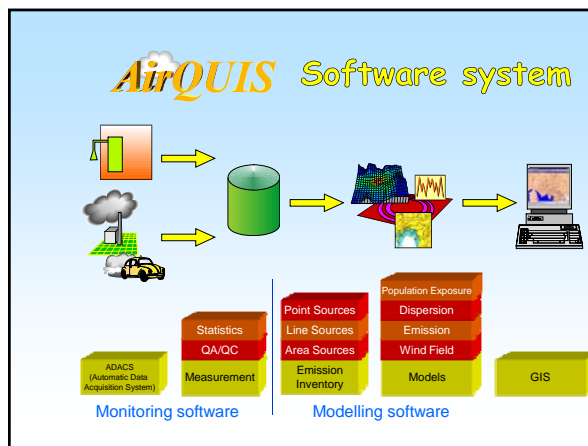 AirQUIS Software system
Population Exposure
Point Sources
Dispersion
Statistics
Line Sources
Emission
QA/QC
Area Sources
Wind Field
ADACS
(Automatic Data
Acquisition System)
Measurement
Emission
Inventory
Models
GIS
Monitoring software
Modelling software